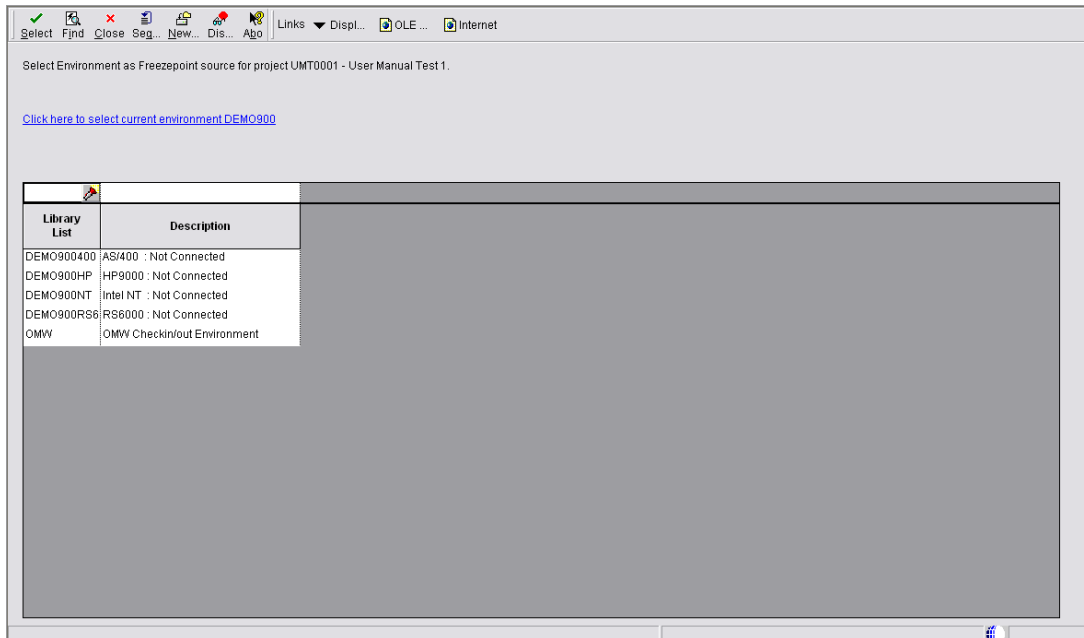 Select Find Close Seq... New... Dis... Abo Links Displ... OLE ... Internet
Select Environment as Freezepoint source for project UMT0001 - User Manual Test 1.
Click here to select current environment DEMO900
Library List Description
DEMO900400 AS/400 : Not Connected
DEMO900HP HP9000 : Not Connected
DEMO900NT Intel NT : Not Connected
DEMO900RS6 RS6000 : Not Connected
OMW OMW Checkin/out Environment